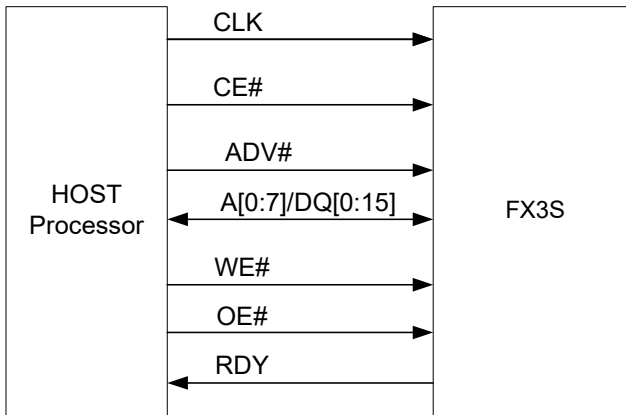 CLK
CE#
ADV#
A[0:7]/DQ[0:15]
HOST
Processor
FX3S
WE#
OE#
RDY